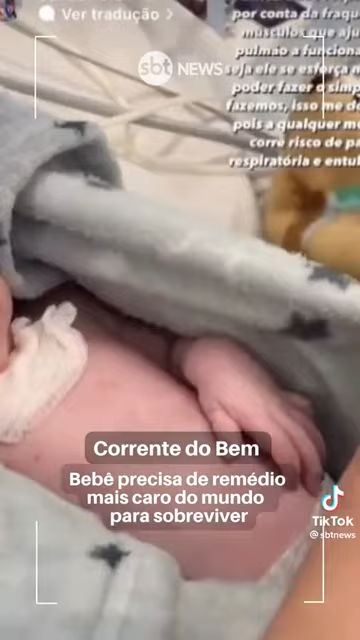 Ver tradução >
por conta da fraqu
músculos que aju
pulmão a funciona
seja ele se esforça m
poder fazer o simp
fazemos, isso me d
pois a qualquer m
corre risco de pa
respiratória e entu
sbt NEWS
Corrente do Bem
Bebê precisa de remédio
mais caro do mundo
para sobreviver
TikTok
@sbtnews